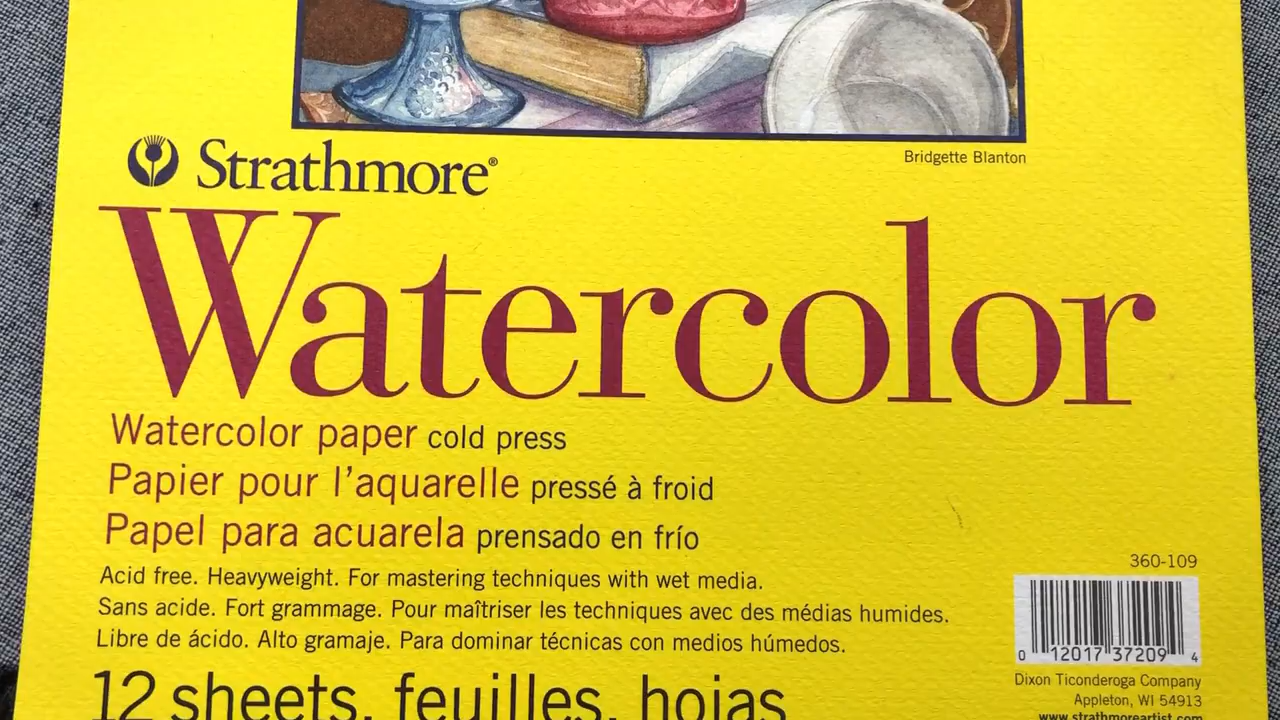 Bridgette Blanton
Strathmore®
Watercolor
Watercolor paper cold press
Papier pour l'aquarelle pressé à froid
Papel para acuarela prensado en frío
Acid free. Heavyweight. For mastering techniques with wet media.
Sans acide. Fort grammage. Pour maîtriser les techniques avec des médias humides.
Libre de ácido. Alto gramaje. Para dominar técnicas con medios húmedos.
12 sheets, feuilles, hojas
360-109
0 12017 37209 4
Dixon Ticonderoga Company
Appleton, WI 54913
www.strathmoreartist.com